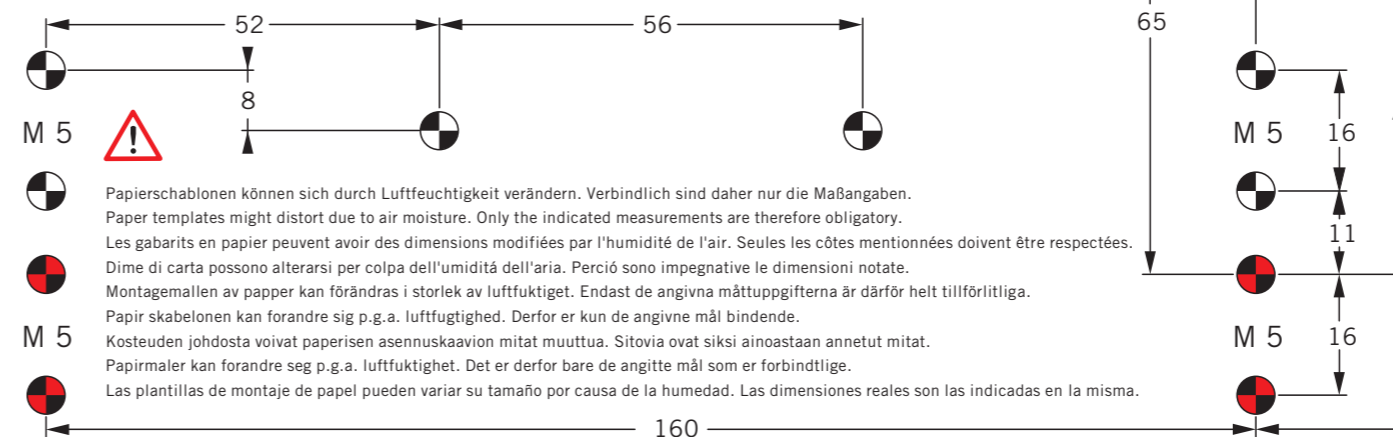 52
56
65
8
M 5
M 5
16
Papierschablonen können sich durch Luftfeuchtigkeit verändern. Verbindlich sind daher nur die Maßangaben.
Paper templates might distort due to air moisture. Only the indicated measurements are therefore obligatory.
11
Les gabarits en papier peuvent avoir des dimensions modifiées par l'humidité de l'air. Seules les côtes mentionnées doivent être respectées.
Dime di carta possono alterarsi per colpa dell'umiditá dell'aria. Perció sono impegnative le dimensioni notate.
Montagemallen av papper kan förändras i storlek av luftfuktiget. Endast de angivna måttuppgifterna är därför helt tillförlitliga.
Papir skabelonen kan forandre sig p.g.a. luftfugtighed. Derfor er kun de angivne mål bindende.
M 5
Kosteuden johdosta voivat paperisen asennuskaavion mitat muuttua. Sitovia ovat siksi ainoastaan annetut mitat.
M 5
16
Papirmaler kan forandre seg p.g.a. luftfuktighet. Det er derfor bare de angitte mål som er forbindtlige.
Las plantillas de montaje de papel pueden variar su tamaño por causa de la humedad. Las dimensiones reales son las indicadas en la misma.
160